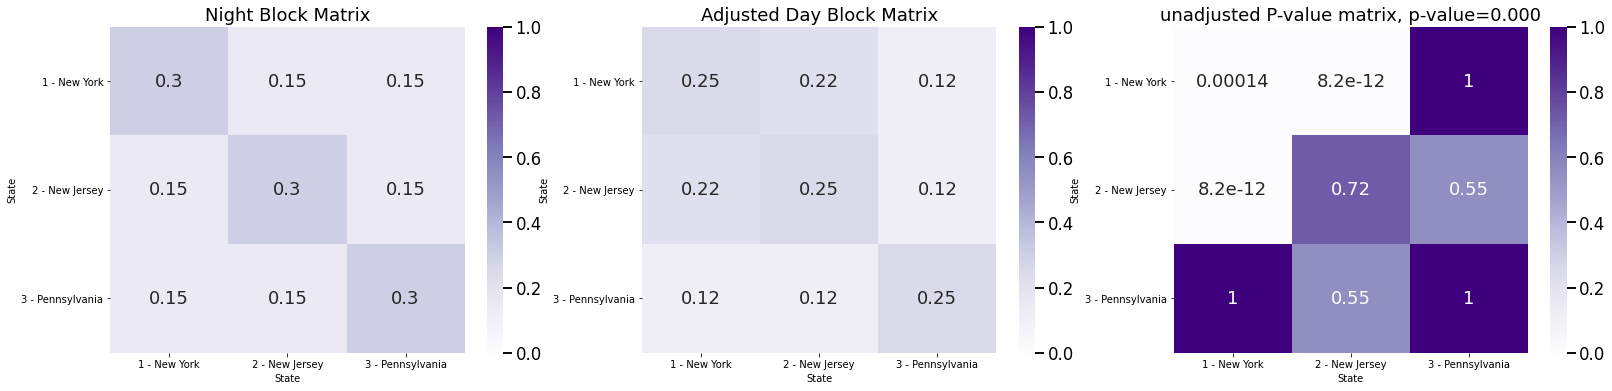 Night Block Matrix
State
1 - New York
2 - New Jersey
3 - Pennsylvania
0.3 0.15 0.15
0.15 0.3 0.15
0.15 0.15 0.3
1 - New York 2 - New Jersey 3 - Pennsylvania
State
1.0
0.8
0.6
0.4
0.2
0.0
Adjusted Day Block Matrix
State
1 - New York
2 - New Jersey
3 - Pennsylvania
0.25 0.22 0.12
0.22 0.25 0.12
0.12 0.12 0.25
1 - New York 2 - New Jersey 3 - Pennsylvania
State
1.0
0.8
0.6
0.4
0.2
0.0
unadjusted P-value matrix, p-value=0.000
State
1 - New York
2 - New Jersey
3 - Pennsylvania
0.00014 8.2e-12 1
8.2e-12 0.72 0.55
1 0.55 1
1 - New York 2 - New Jersey 3 - Pennsylvania
State
1.0
0.8
0.6
0.4
0.2
0.0